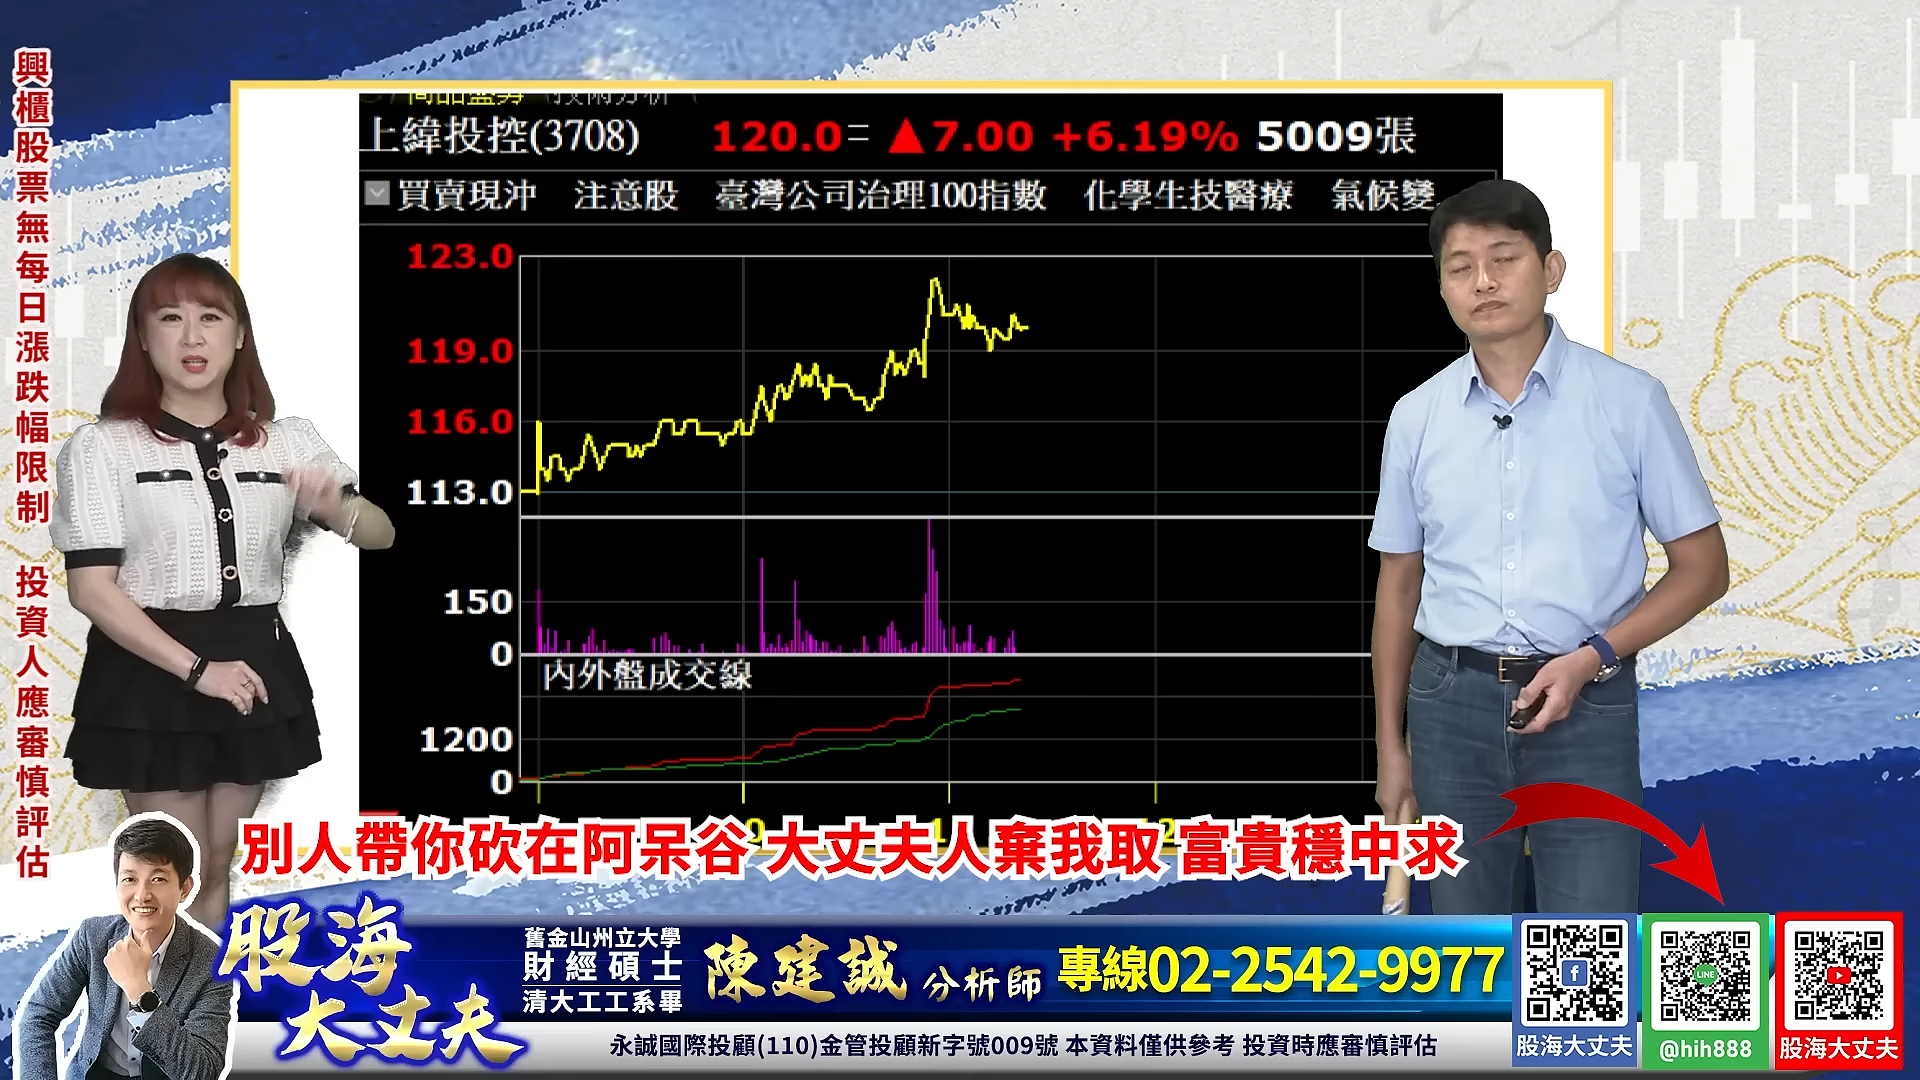 興櫃股票無每日漲跌幅限制 投資人應審慎評估
上緯投控(3708) 120.0= ▲7.00 +6.19% 5009張
買賣現沖 注意股 臺灣公司治理100指數 化學生技醫療 氣候變
123.0
119.0
116.0
113.0
150
0
內外盤成交線
1200
0
別人帶你砍在阿呆谷 大丈夫人棄我取 富貴穩中求
股海大丈夫
舊金山州立大學
財經碩士
清大工工系畢
陳建誠 分析師
專線02-2542-9977
永誠國際投顧(110)金管投顧新字號009號 本資料僅供參考 投資時應審慎評估
股海大丈夫
LINE
@hih888
股海大丈夫